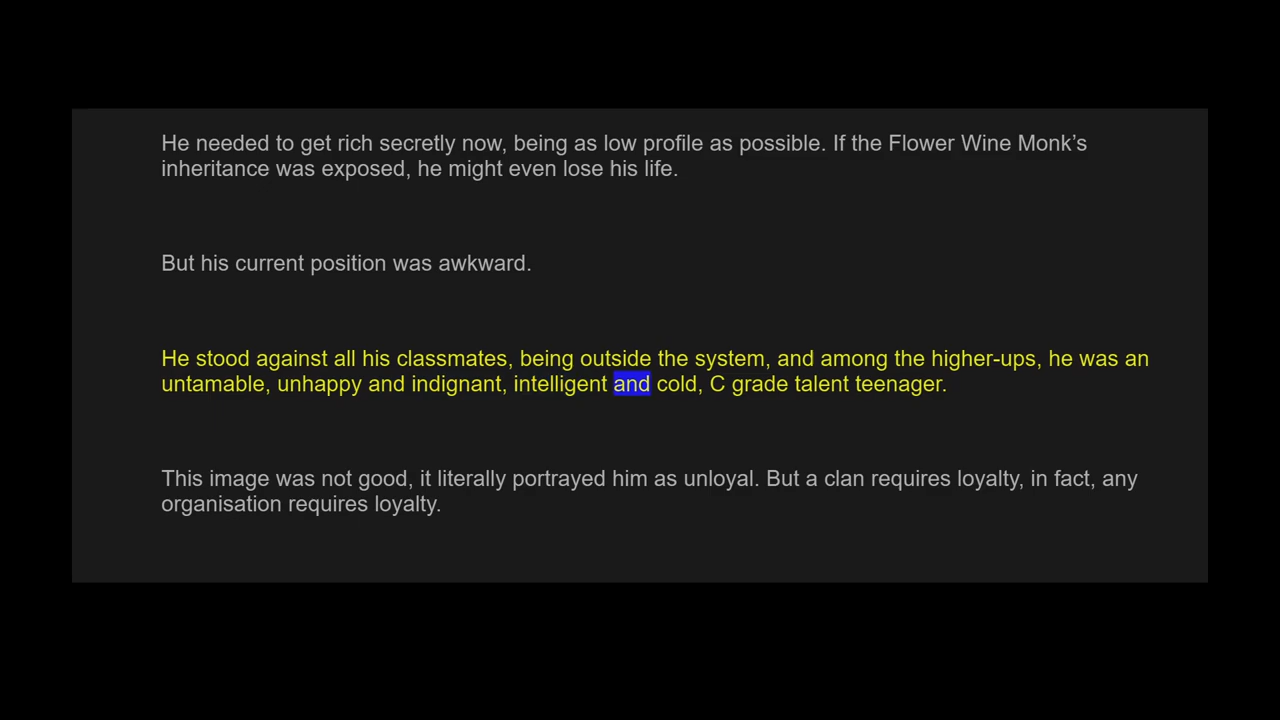 He needed to get rich secretly now, being as low profile as possible. If the Flower Wine Monk’s
inheritance was exposed, he might even lose his life.
But his current position was awkward.
He stood against all his classmates, being outside the system, and among the higher-ups, he was an
untamable, unhappy and indignant, intelligent and cold, C grade talent teenager.
This image was not good, it literally portrayed him as unloyal. But a clan requires loyalty, in fact, any
organisation requires loyalty.